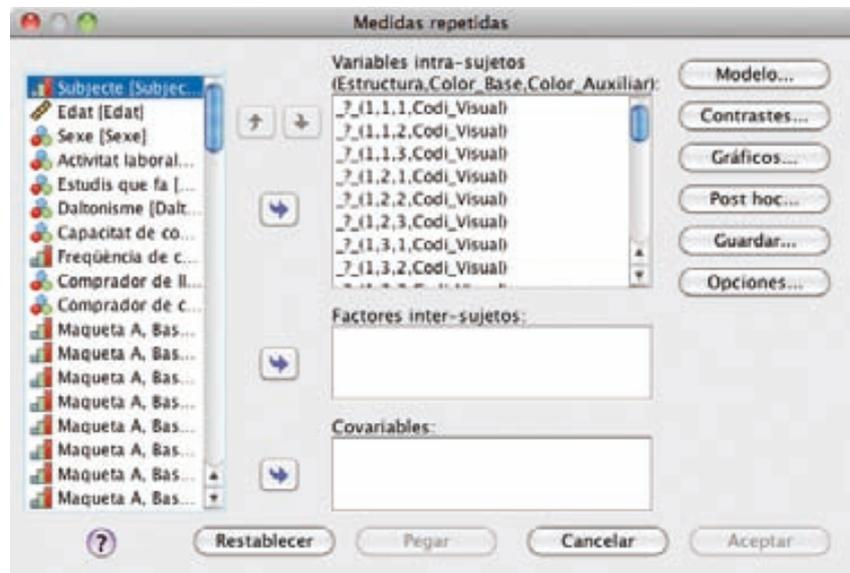 Medidas repetidas
Subjecte [Subjec...
Edat [Edat]
Sexe [Sexe]
Activitat laboral...
Estudis que fa [...
Daltonisme [Dalt...
Capacitat de co...
Freqüència de c...
Comprador de ll...
Comprador de c...
Maqueta A, Bas...
Maqueta A, Bas...
Maqueta A, Bas...
Maqueta A, Bas...
Maqueta A, Bas...
Maqueta A, Bas...
Maqueta A, Bas...
Maqueta A, Bas...
Variables intra-sujetos
(Estructura,Color_Base,Color_Auxiliar):
_?_(1,1,1,Codi_Visual)
_?_(1,1,2,Codi_Visual)
_?_(1,1,3,Codi_Visual)
_?_(1,2,1,Codi_Visual)
_?_(1,2,2,Codi_Visual)
_?_(1,2,3,Codi_Visual)
_?_(1,3,1,Codi_Visual)
_?_(1,3,2,Codi_Visual)
Factores inter-sujetos:
Covariables:
Modelo...
Contrastes...
Gráficos...
Post hoc...
Guardar...
Opciones...
?
Restablecer
Pegar
Cancelar
Aceptar